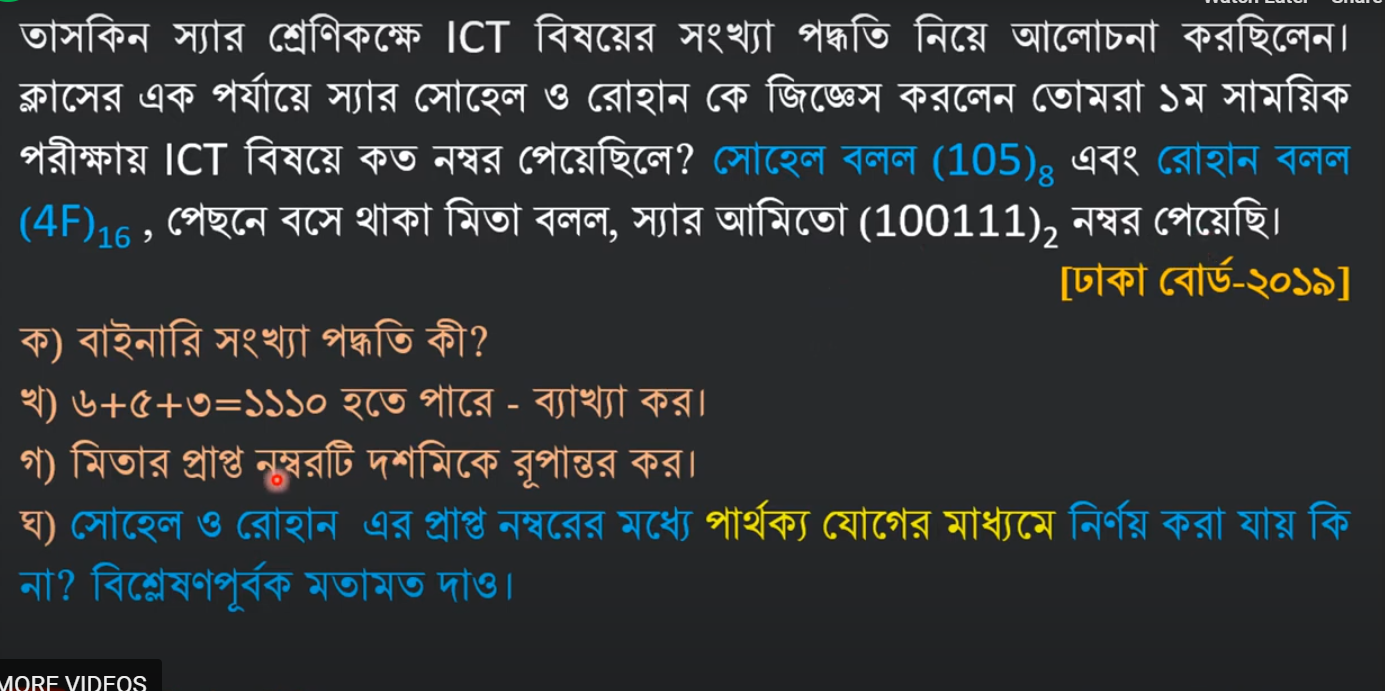 তাসকিন স্যার শ্রেণিকক্ষে ICT বিষয়ের সংখ্যা পদ্ধতি নিয়ে আলোচনা করছিলেন।
ক্লাসের এক পর্যায়ে স্যার সোহেল ও রোহান কে জিজ্ঞেস করলেন তোমরা ১ম সাময়িক
পরীক্ষায় ICT বিষয়ে কত নম্বর পেয়েছিলে? সোহেল বলল (105)₈ এবং রোহান বলল
(4F)₁₆ , পেছনে বসে থাকা মিতা বলল, স্যার আমিতো (100111)₂ নম্বর পেয়েছি।
[ঢাকা বোর্ড-২০১৯]
ক) বাইনারি সংখ্যা পদ্ধতি কী?
খ) ৬+৫+৩=১১১০ হতে পারে - ব্যাখ্যা কর।
গ) মিতার প্রাপ্ত নম্বরটি দশমিকে রূপান্তর কর।
ঘ) সোহেল ও রোহান এর প্রাপ্ত নম্বরের মধ্যে পার্থক্য যোগের মাধ্যমে নির্ণয় করা যায় কি
না? বিশ্লেষণপূর্বক মতামত দাও।
MORE VIDEOS